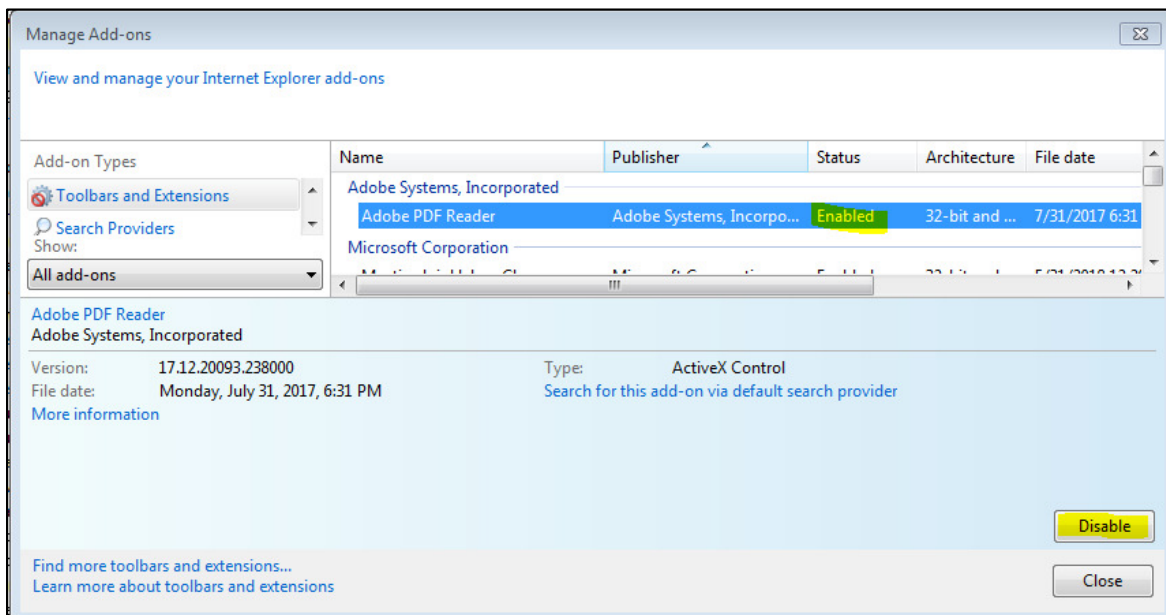 Manage Add-ons
View and manage your Internet Explorer add-ons
Add-on Types
Toolbars and Extensions
Search Providers
Show:
All add-ons
Name Publisher Status Architecture File date
Adobe Systems, Incorporated
Adobe PDF Reader Adobe Systems, Incorpo... Enabled 32-bit and ... 7/31/2017 6:31
Microsoft Corporation
Adobe PDF Reader
Adobe Systems, Incorporated
Version: 17.12.20093.238000
File date: Monday, July 31, 2017, 6:31 PM
More information
Type: ActiveX Control
Search for this add-on via default search provider
Disable
Find more toolbars and extensions...
Learn more about toolbars and extensions
Close